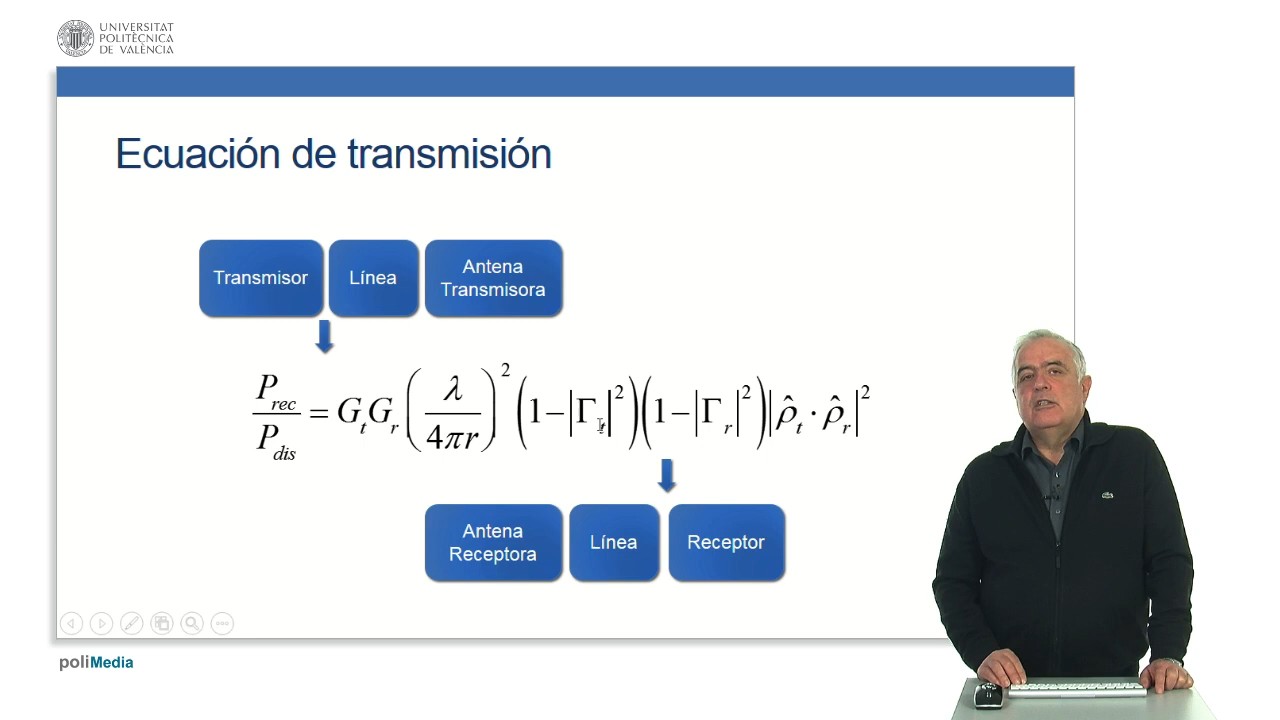 UNIVERSITAT
POLITÈCNICA
DE VALÈNCIA
Ecuación de transmisión
Transmisor
Línea
Antena
Transmisora
P_rec / P_dis = G_t G_r (λ / 4πr)² (1−|Γ_t|²)(1−|Γ_r|²)|ρ̂_t · ρ̂_r|²
Antena
Receptora
Línea
Receptor
poliMedia